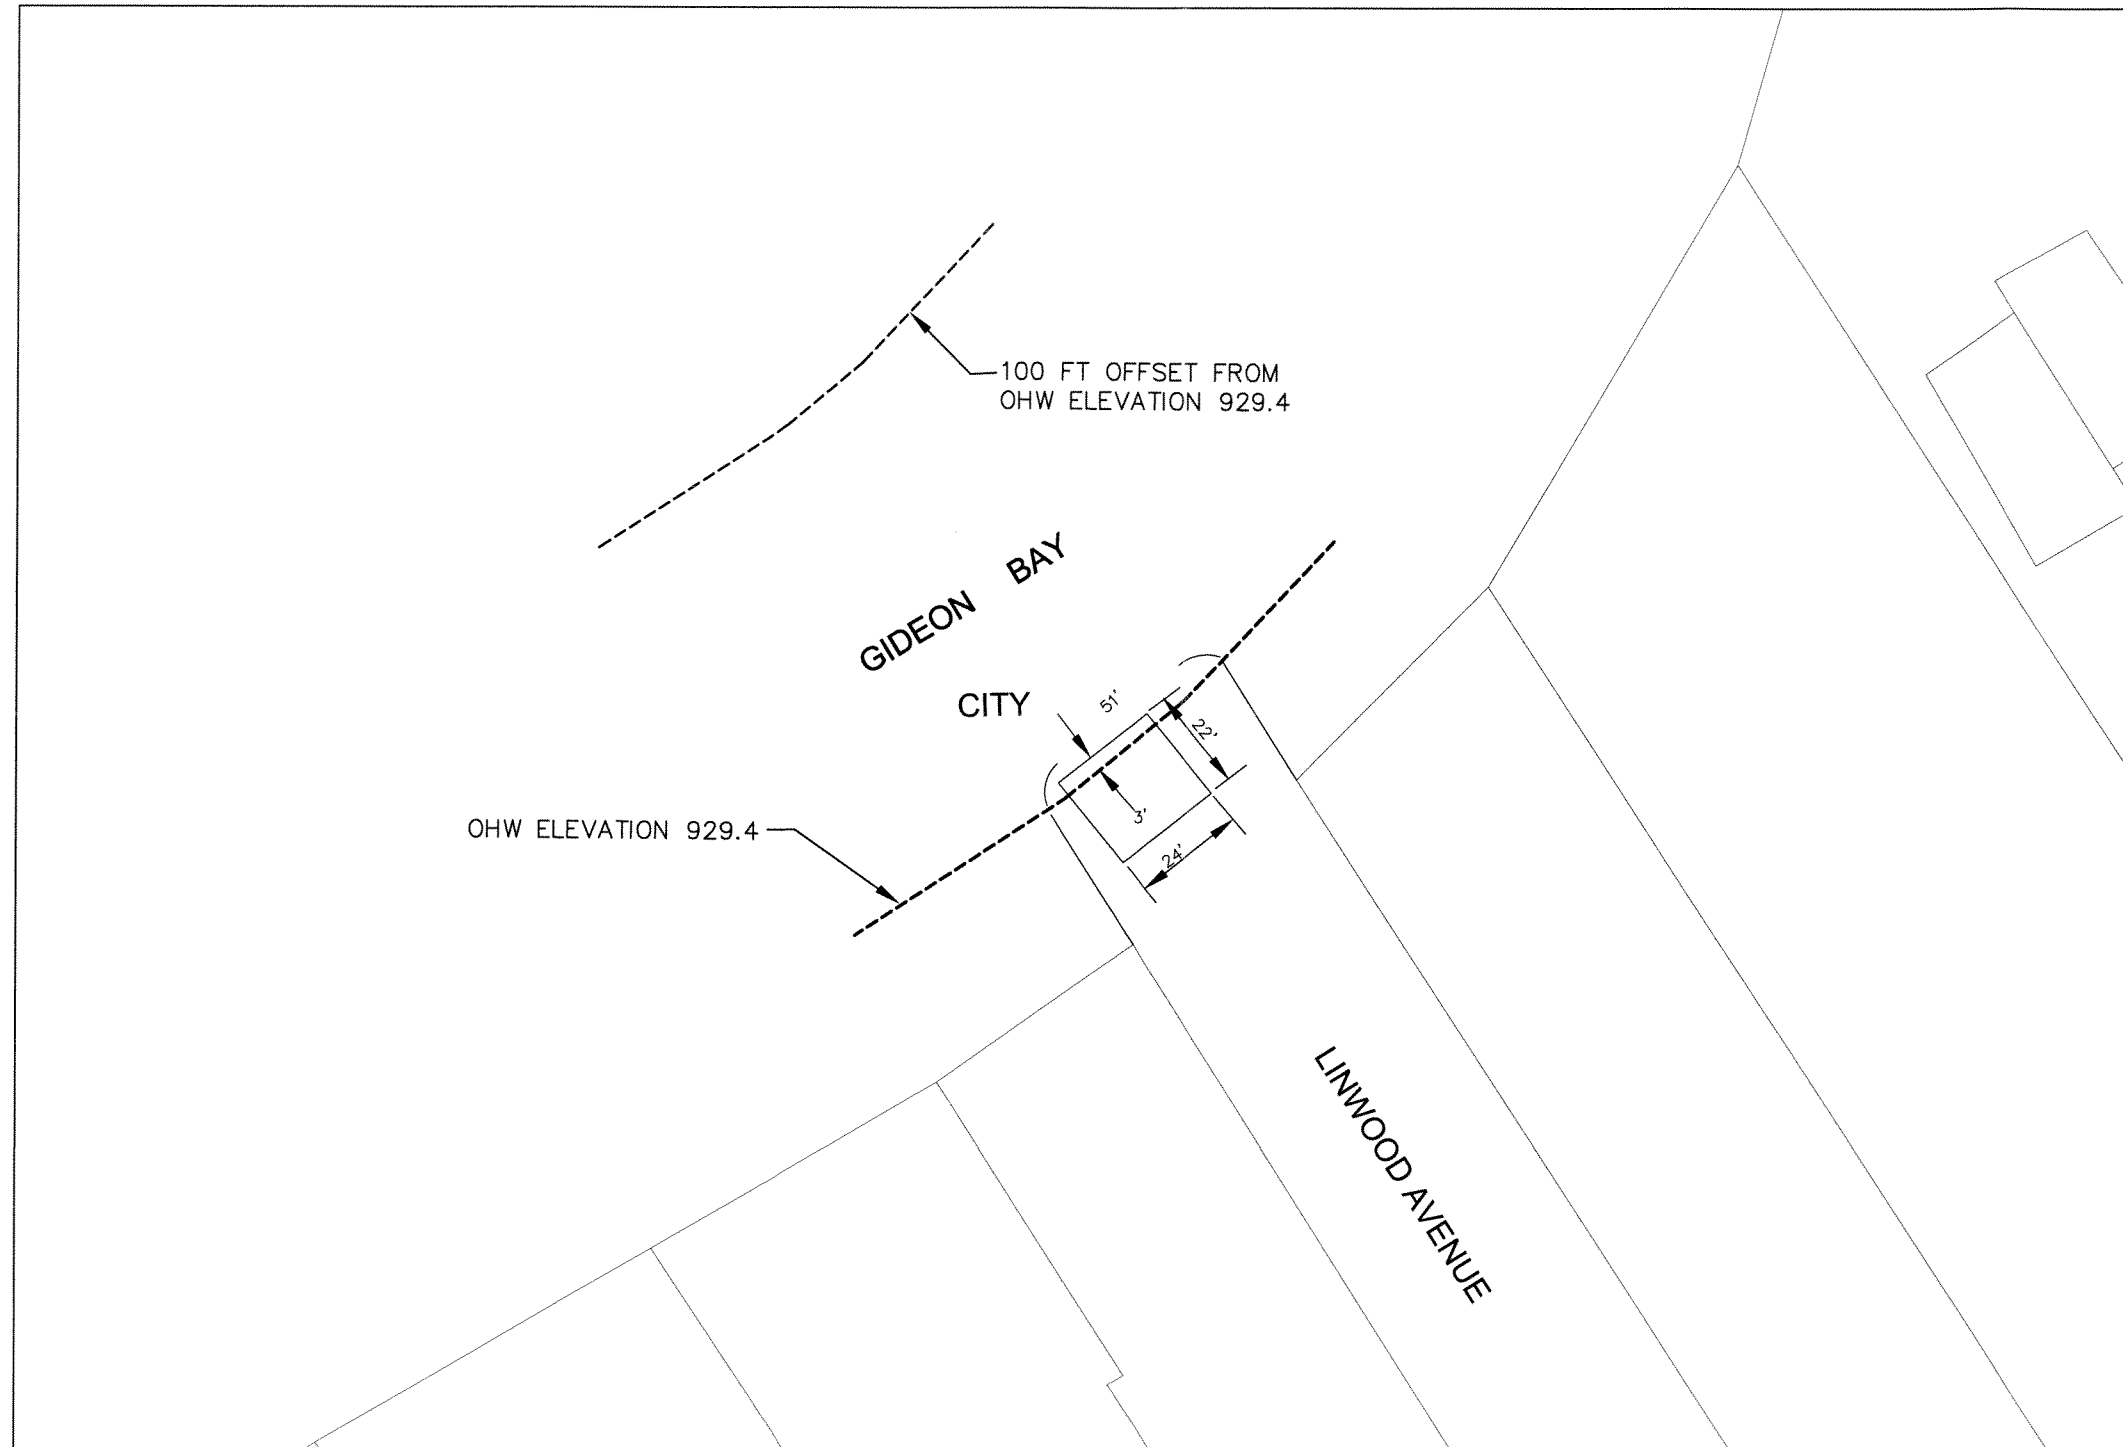 100 FT OFFSET FROM
OHW ELEVATION 929.4
GIDEON BAY
CITY
51'
22'
3'
24'
OHW ELEVATION 929.4
LINWOOD AVENUE